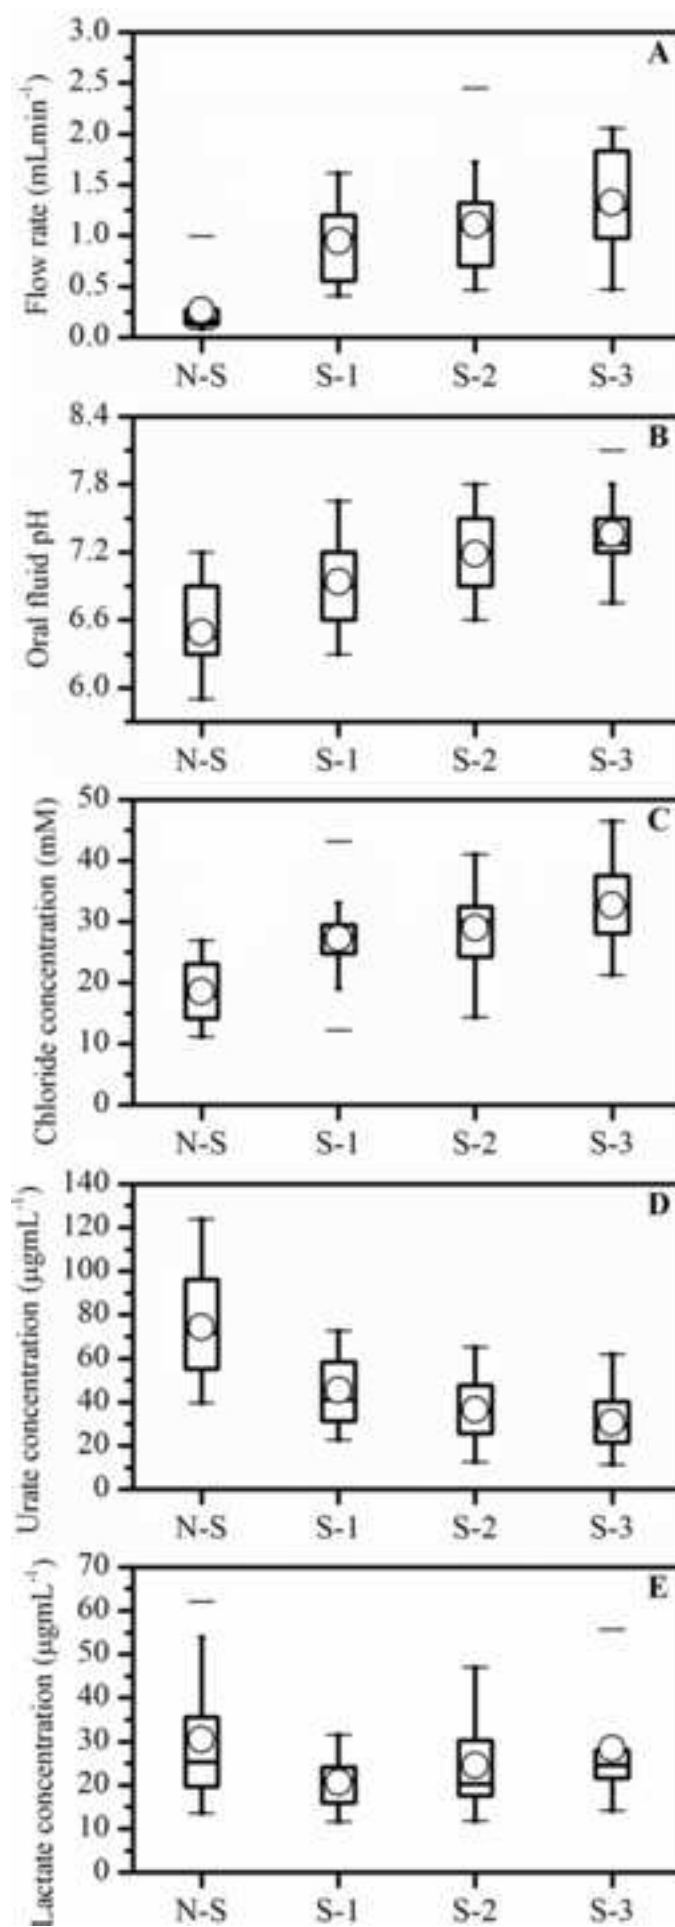 A
Flow rate (mLmin⁻¹)
3.0
2.5
2.0
1.5
1.0
0.5
0.0
N-S S-1 S-2 S-3
B
Oral fluid pH
8.4
7.8
7.2
6.6
6.0
N-S S-1 S-2 S-3
C
Chloride concentration (mM)
50
40
30
20
10
0
N-S S-1 S-2 S-3
D
Urate concentration (µgmL⁻¹)
140
120
100
80
60
40
20
0
N-S S-1 S-2 S-3
E
Lactate concentration (µgmL⁻¹)
70
60
50
40
30
20
10
0
N-S S-1 S-2 S-3